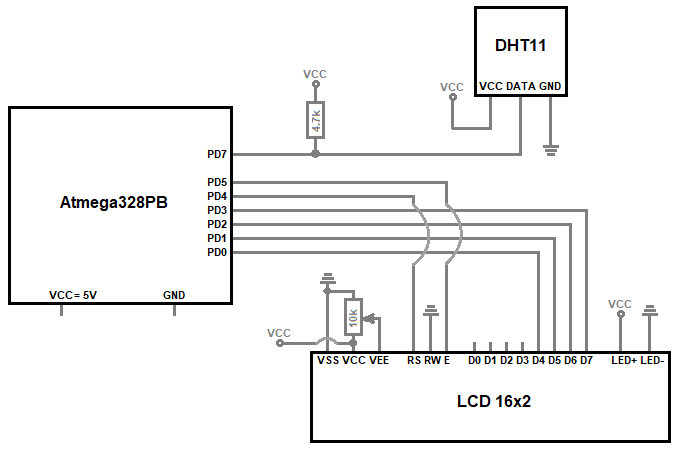 DHT11
VCC
VCC
VCC DATA GND
4.7k
PD7
PD5
PD4
Atmega328PB
PD3
PD2
PD1
PD0
VCC = 5V
GND
10k
VCC
VCC
VSS VCC VEE
RS RW E
D0 D1 D2 D3 D4 D5 D6 D7
LED+ LED-
LCD 16x2